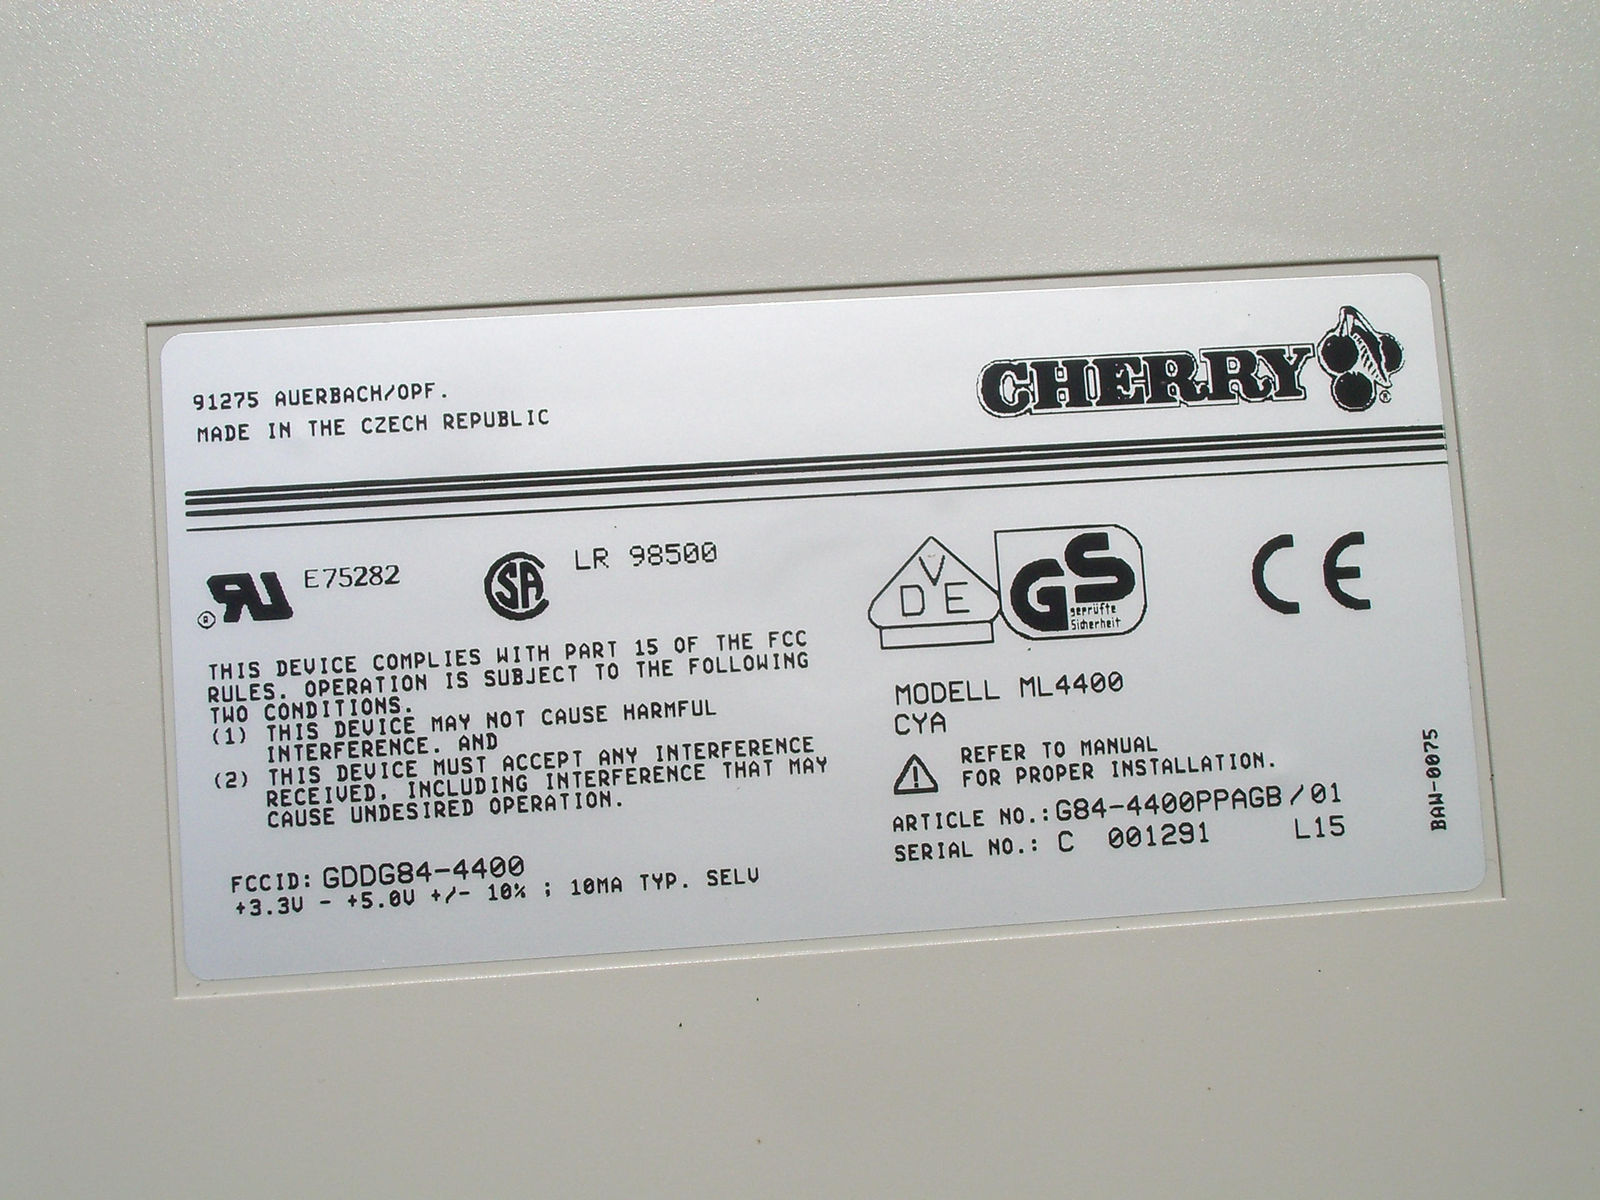 91275 AUERBACH/OPF.
MADE IN THE CZECH REPUBLIC
CHERRY
®
® RU E75282
SA
LR 98500
V
D E
GS
geprüfte
Sicherheit
CE
THIS DEVICE COMPLIES WITH PART 15 OF THE FCC
RULES. OPERATION IS SUBJECT TO THE FOLLOWING
TWO CONDITIONS.
(1) THIS DEVICE MAY NOT CAUSE HARMFUL
INTERFERENCE. AND
(2) THIS DEVICE MUST ACCEPT ANY INTERFERENCE
RECEIVED, INCLUDING INTERFERENCE THAT MAY
CAUSE UNDESIRED OPERATION.
FCCID: GDDG84-4400
+3.3V - +5.0V +/- 10% ; 10MA TYP. SELV
MODELL ML4400
CYA
REFER TO MANUAL
FOR PROPER INSTALLATION.
ARTICLE NO.: G84-4400PPAGB/01
SERIAL NO.: C 001291 L15
BAW-0075